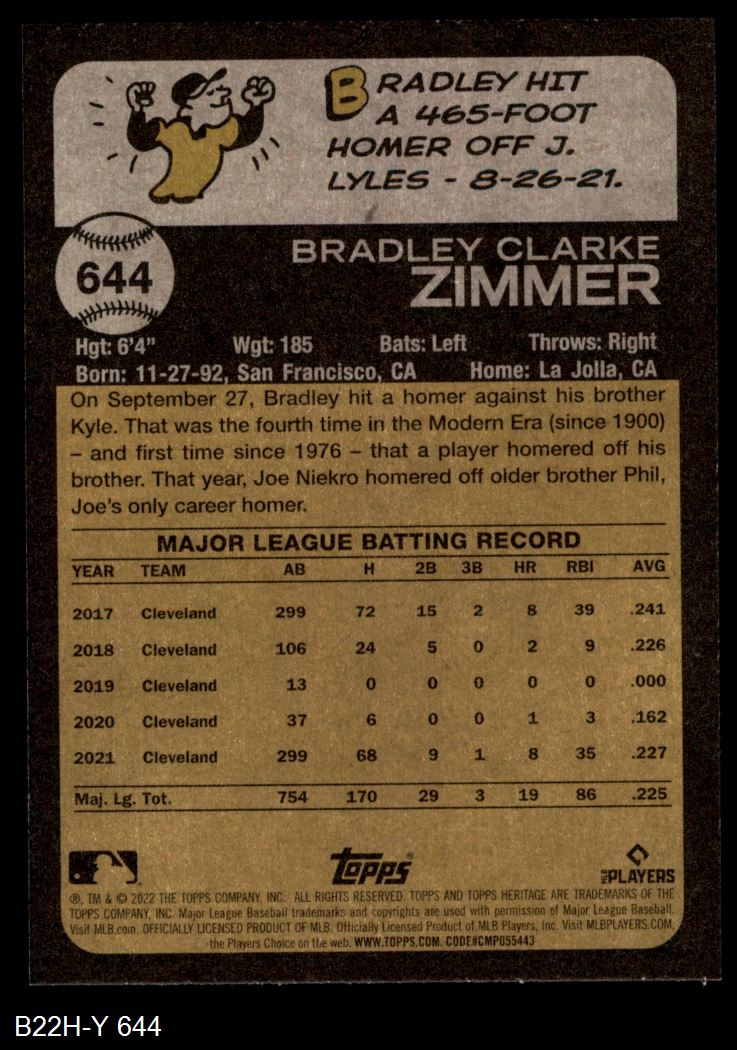 BRADLEY HIT
A 465-FOOT
HOMER OFF J.
LYLES - 8-26-21.
644
BRADLEY CLARKE
ZIMMER
Hgt: 6'4" Wgt: 185 Bats: Left Throws: Right
Born: 11-27-92, San Francisco, CA Home: La Jolla, CA
On September 27, Bradley hit a homer against his brother
Kyle. That was the fourth time in the Modern Era (since 1900)
– and first time since 1976 – that a player homered off his
brother. That year, Joe Niekro homered off older brother Phil,
Joe's only career homer.
MAJOR LEAGUE BATTING RECORD
YEAR TEAM AB H 2B 3B HR RBI AVG
2017 Cleveland 299 72 15 2 8 39 .241
2018 Cleveland 106 24 5 0 2 9 .226
2019 Cleveland 13 0 0 0 0 0 .000
2020 Cleveland 37 6 0 0 1 3 .162
2021 Cleveland 299 68 9 1 8 35 .227
Maj. Lg. Tot. 754 170 29 3 19 86 .225
Topps® MLB PLAYERS
®, TM & © 2022 THE TOPPS COMPANY, INC. ALL RIGHTS RESERVED. TOPPS AND TOPPS HERITAGE ARE TRADEMARKS OF THE
TOPPS COMPANY, INC. Major League Baseball trademarks and copyrights are used with permission of Major League Baseball.
Visit MLB.com. OFFICIALLY LICENSED PRODUCT OF MLB. Officially Licensed Product of MLB Players, Inc. Visit MLBPLAYERS.COM,
the Players Choice on the web. WWW.TOPPS.COM. CODE#CMP055443
B22H-Y 644